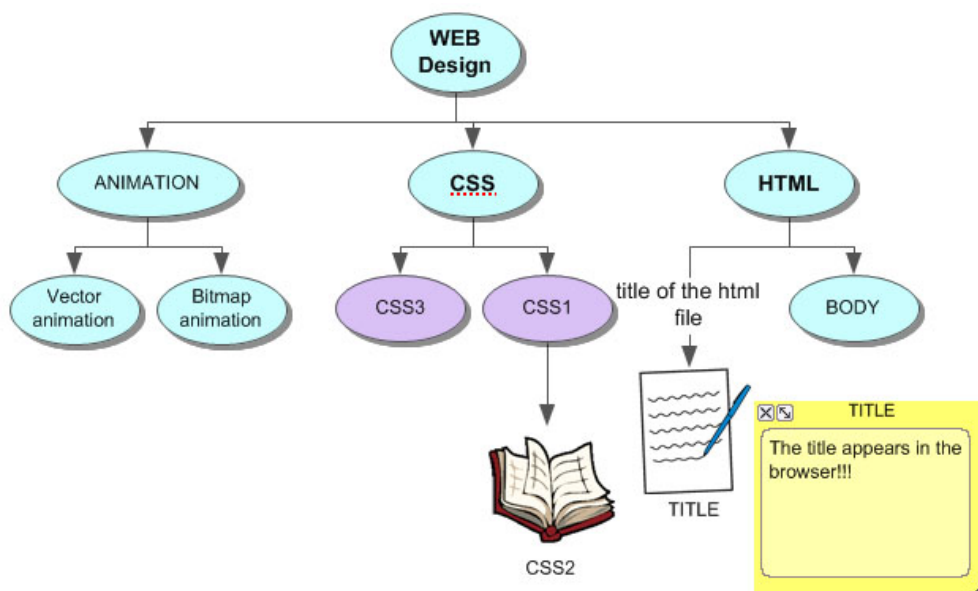 WEB
Design
ANIMATION
CSS
HTML
Vector
animation
Bitmap
animation
CSS3
CSS1
title of the html
file
BODY
TITLE
The title appears in the
browser!!!
TITLE
CSS2